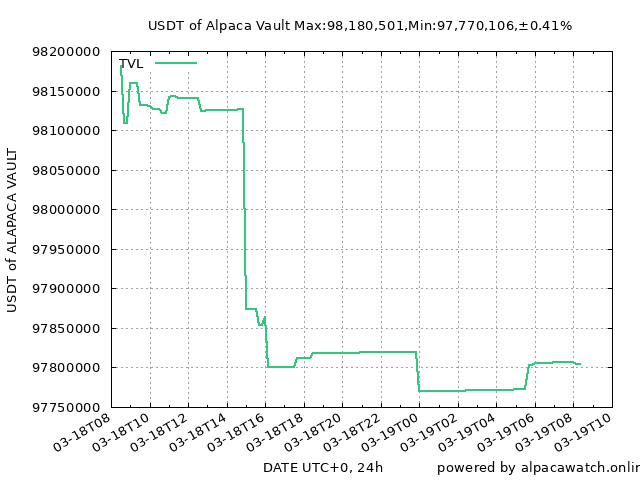 USDT of Alpaca Vault Max:98,180,501,Min:97,770,106,±0.41%
98200000
TVL
98150000
98100000
98050000
98000000
97950000
97900000
97850000
97800000
97750000
USDT of ALAPACA VAULT
03-18T08
03-18T10
03-18T12
03-18T14
03-18T16
03-18T18
03-18T20
03-18T22
03-19T00
03-19T02
03-19T04
03-19T06
03-19T08
03-19T10
DATE UTC+0, 24h
powered by alpacawatch.onlin